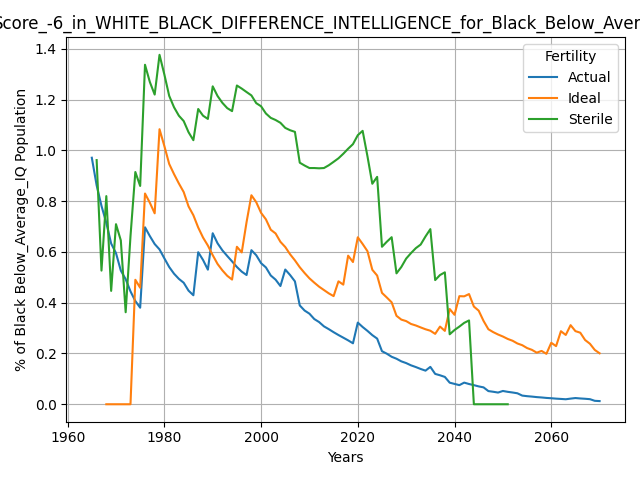 Score_-6_in_WHITE_BLACK_DIFFERENCE_INTELLIGENCE_for_Black_Below_Aver
% of Black Below_Average_IQ Population
1.4
1.2
1.0
0.8
0.6
0.4
0.2
0.0
Fertility
Actual
Ideal
Sterile
1960 1980 2000 2020 2040 2060
Years